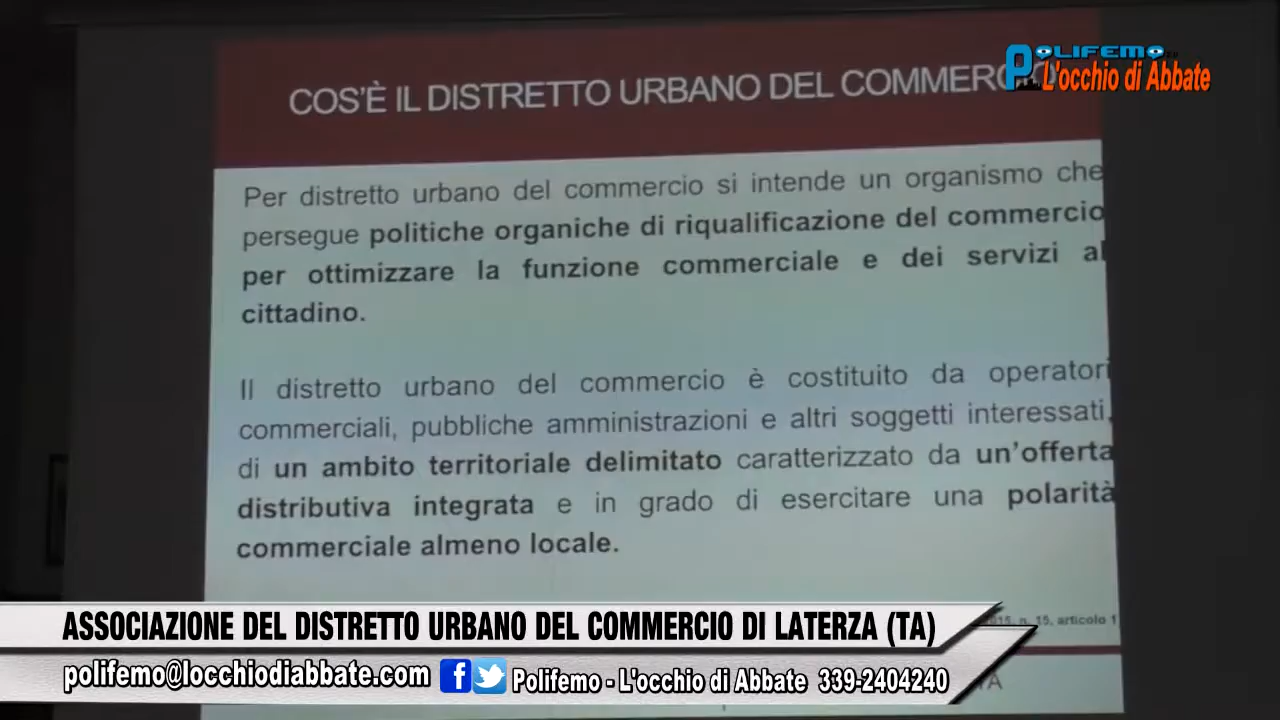 COS'È IL DISTRETTO URBANO DEL COMMERCIO
POLIFEMO
L'occhio di Abbate
Per distretto urbano del commercio si intende un organismo che
persegue politiche organiche di riqualificazione del commercio
per ottimizzare la funzione commerciale e dei servizi al
cittadino.
Il distretto urbano del commercio è costituito da operatori
commerciali, pubbliche amministrazioni e altri soggetti interessati,
di un ambito territoriale delimitato caratterizzato da un'offerta
distributiva integrata e in grado di esercitare una polarità
commerciale almeno locale.
2015, n. 15, articolo 1
ASSOCIAZIONE DEL DISTRETTO URBANO DEL COMMERCIO DI LATERZA (TA)
polifemo@locchiodiabbate.com f Polifemo - L'occhio di Abbate 339-2404240